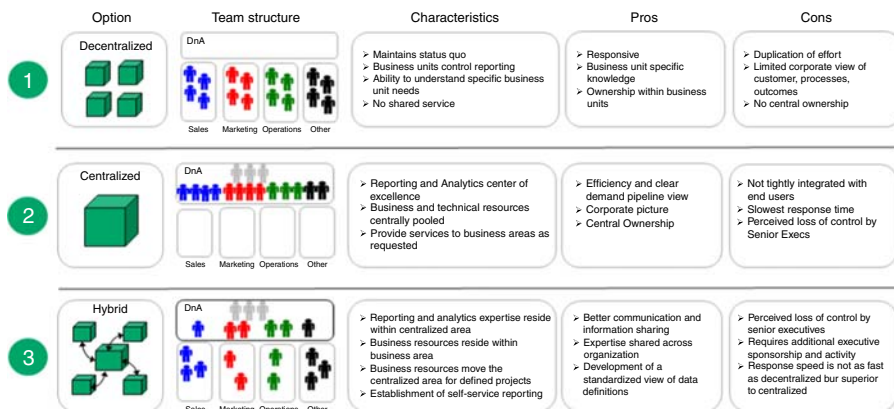 Option
Team structure
Characteristics
Pros
Cons
1
Decentralized
DnA
Sales
Marketing
Operations
Other
➢ Maintains status quo
➢ Business units control reporting
➢ Ability to understand specific business
unit needs
➢ No shared service
➢ Responsive
➢ Business unit specific
knowledge
➢ Ownership within business
units
➢ Duplication of effort
➢ Limited corporate view of
customer, processes,
outcomes
➢ No central ownership
2
Centralized
DnA
Sales
Marketing
Operations
Other
➢ Reporting and Analytics center of
excellence
➢ Business and technical resources
centrally pooled
➢ Provide services to business areas as
requested
➢ Efficiency and clear
demand pipeline view
➢ Corporate picture
➢ Central Ownership
➢ Not tightly integrated with
end users
➢ Slowest response time
➢ Perceived loss of control by
Senior Execs
3
Hybrid
DnA
Sales
Marketing
Operations
Other
➢ Reporting and analytics expertise reside
within centralized area
➢ Business resources reside within
business area
➢ Business resources move the
centralized area for defined projects
➢ Establishment of self-service reporting
➢ Better communication and
information sharing
➢ Expertise shared across
organization
➢ Development of a
standardized view of data
definitions
➢ Perceived loss of control by
senior executives
➢ Requires additional executive
sponsorship and activity
➢ Response speed is not as fast
as decentralized bur superior
to centralized